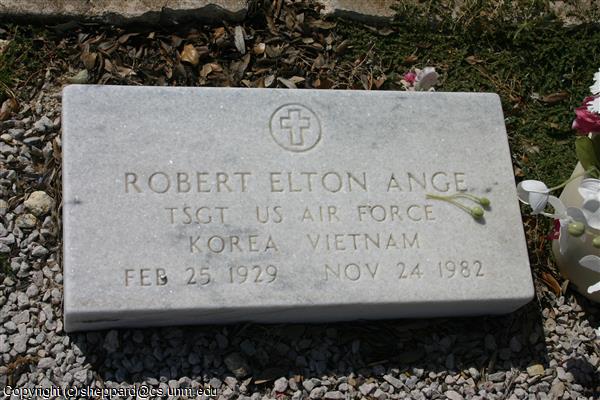 ROBERT ELTON ANGE
TSGT US AIR FORCE
KOREA VIETNAM
FEB 25 1929 NOV 24 1982
Copyright (c) sheppard@cs.umn.edu